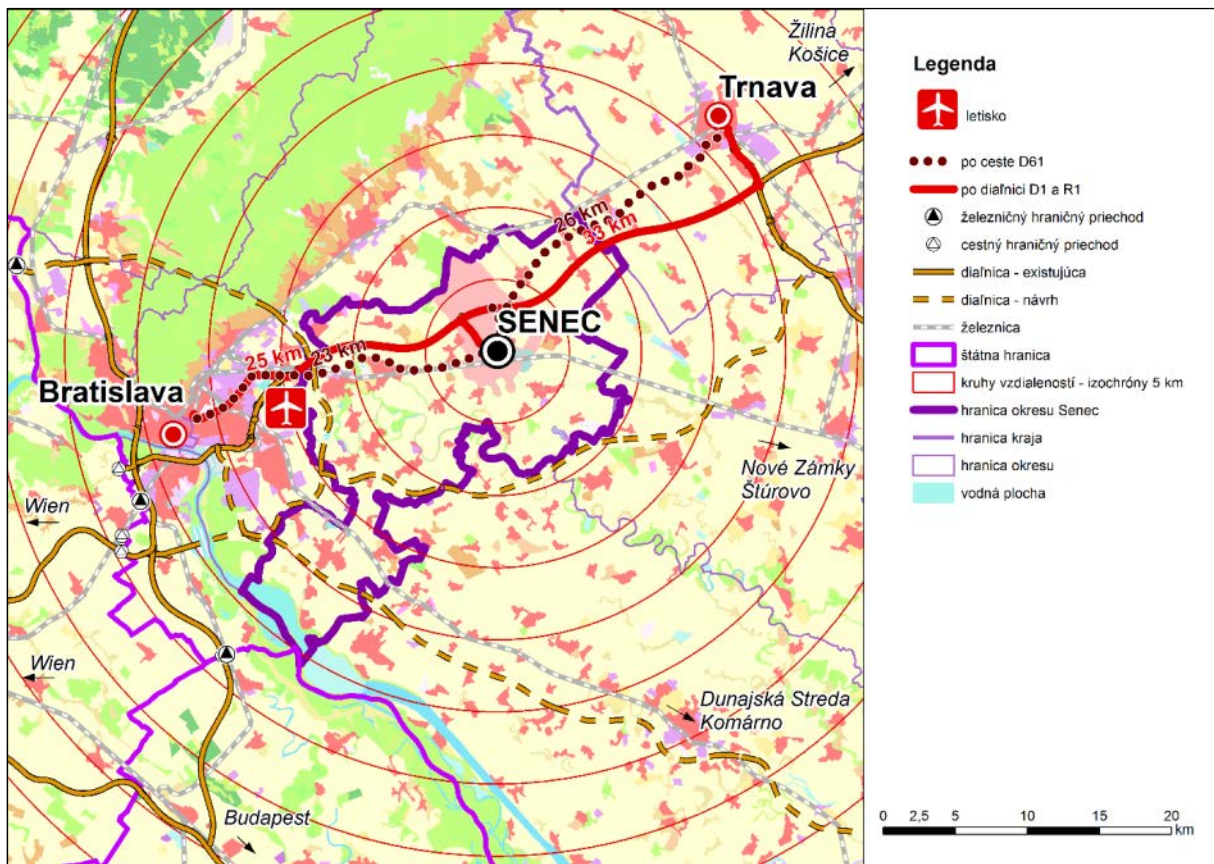 Žilina
Košice
Trnava
26 km
33 km
SENEC
25 km
23 km
Bratislava
Nové Zámky
Štúrovo
Wien
Wien
Dunajská Streda
Komárno
Budapest
Legenda
letisko
po ceste D61
po diaľnici D1 a R1
železničný hraničný priechod
cestný hraničný priechod
diaľnica - existujúca
diaľnica - návrh
železnica
štátna hranica
kruhy vzdialeností - izochróny 5 km
hranica okresu Senec
hranica kraja
hranica okresu
vodná plocha
0 2,5 5 10 15 20
km